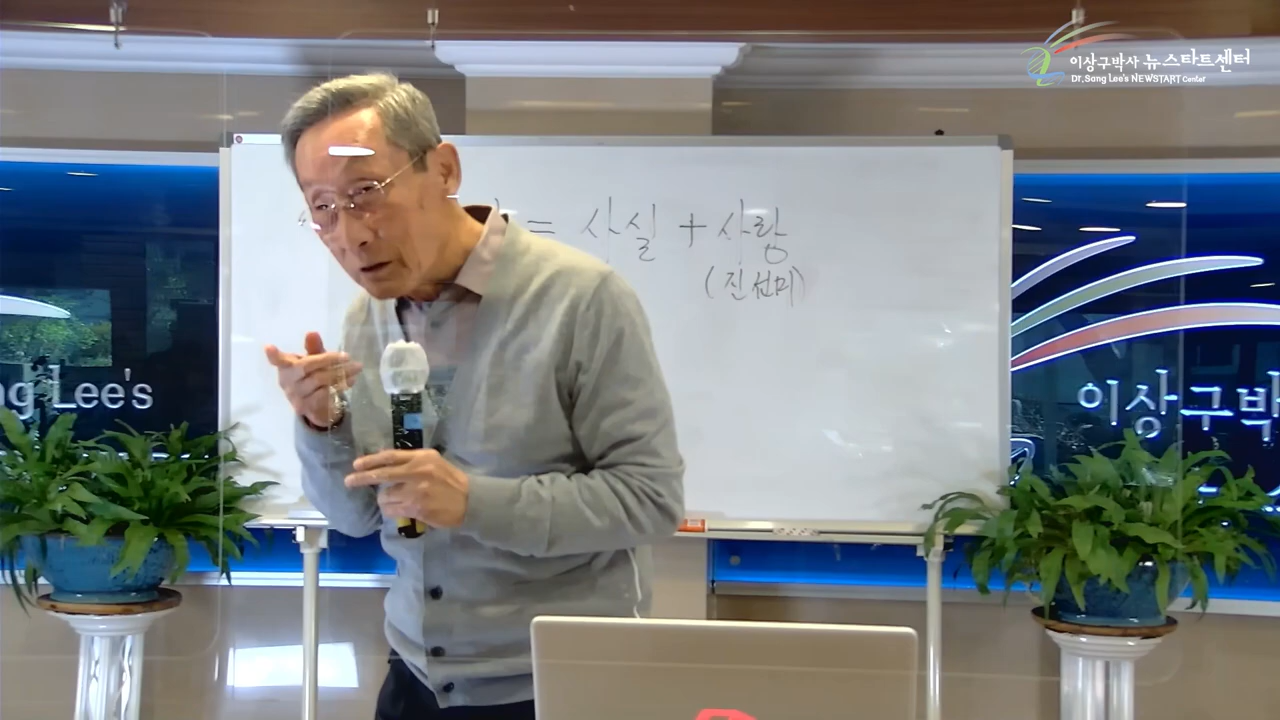 이상구박사 뉴스타트센터
Dr.Sang Lee's NEWSTART Center
= 사실 + 사랑
(진선미)
ng Lee's
이상구박